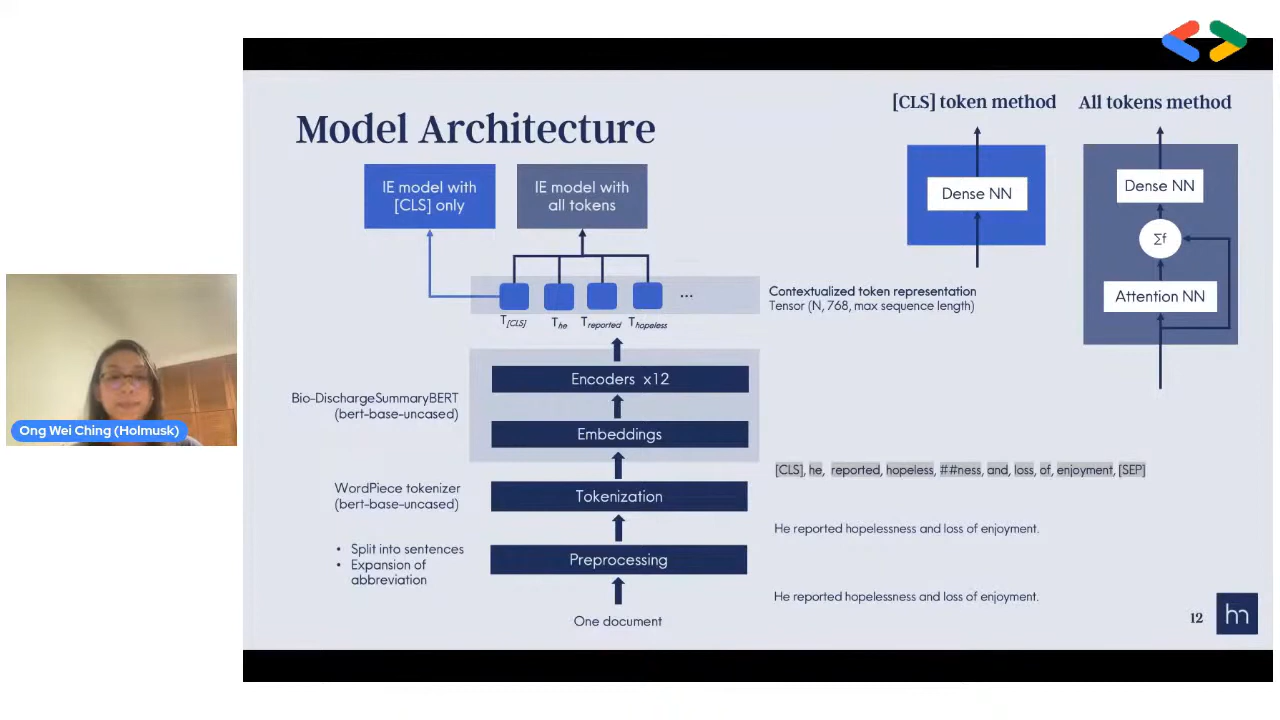 Model Architecture
[CLS] token method
All tokens method
IE model with
[CLS] only
IE model with
all tokens
Dense NN
Dense NN
Σf
Attention NN
...
T[CLS]
The
Treported
Thopeless
Contextualized token representation
Tensor (N, 768, max sequence length)
Bio-DischargeSummaryBERT
(bert-base-uncased)
Encoders x12
Embeddings
WordPiece tokenizer
(bert-base-uncased)
Tokenization
[CLS], he, reported, hopeless, ##ness, and, loss, of, enjoyment, [SEP]
He reported hopelessness and loss of enjoyment.
• Split into sentences
• Expansion of
abbreviation
Preprocessing
He reported hopelessness and loss of enjoyment.
One document
12
hm
Ong Wei Ching (Holmusk)